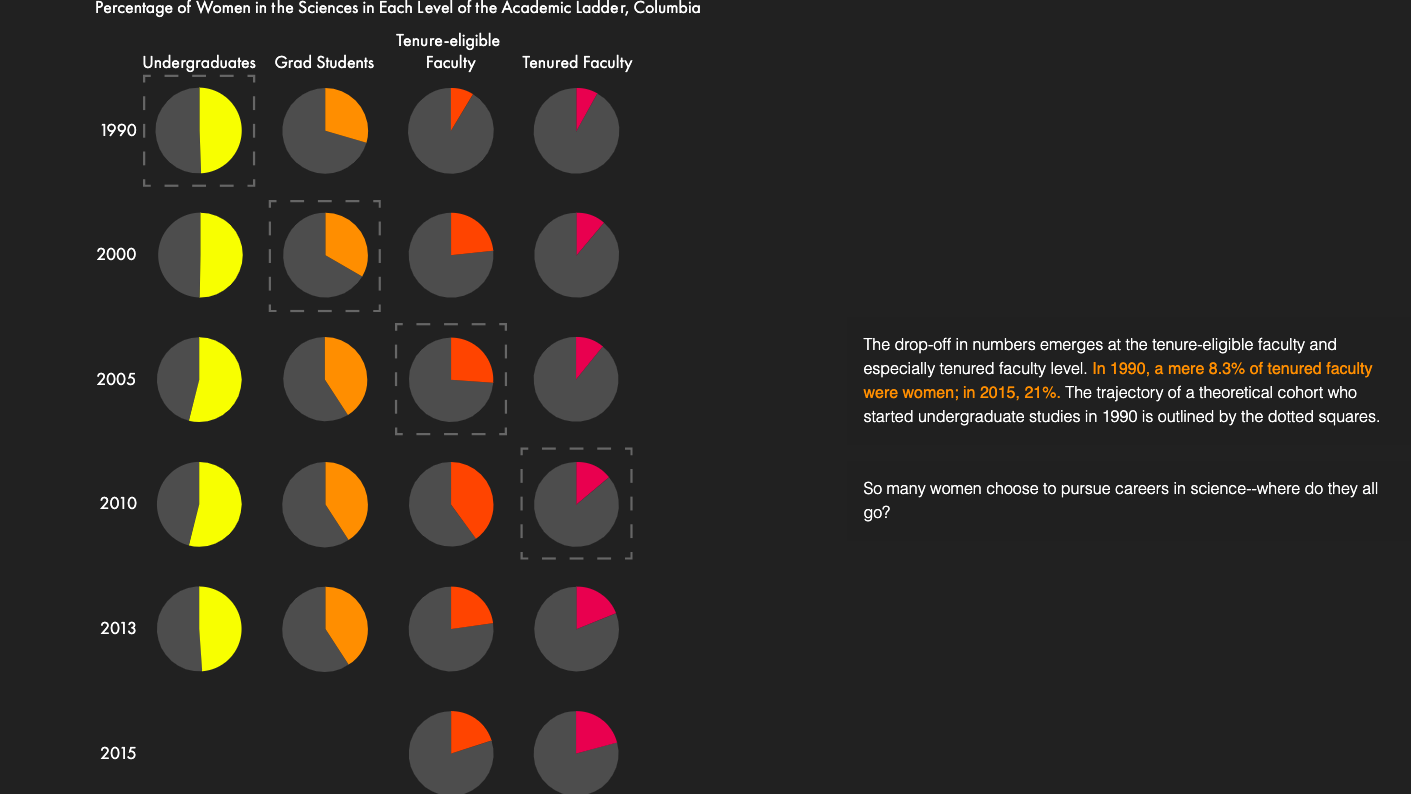 Percentage of Women in the Sciences in Each Level of the Academic Ladder, Columbia
Undergraduates
Grad Students
Tenure-eligible
Faculty
Tenured Faculty
1990
2000
2005
2010
2013
2015
The drop-off in numbers emerges at the tenure-eligible faculty and
especially tenured faculty level. In 1990, a mere 8.3% of tenured faculty
were women; in 2015, 21%. The trajectory of a theoretical cohort who
started undergraduate studies in 1990 is outlined by the dotted squares.
So many women choose to pursue careers in science--where do they all
go?